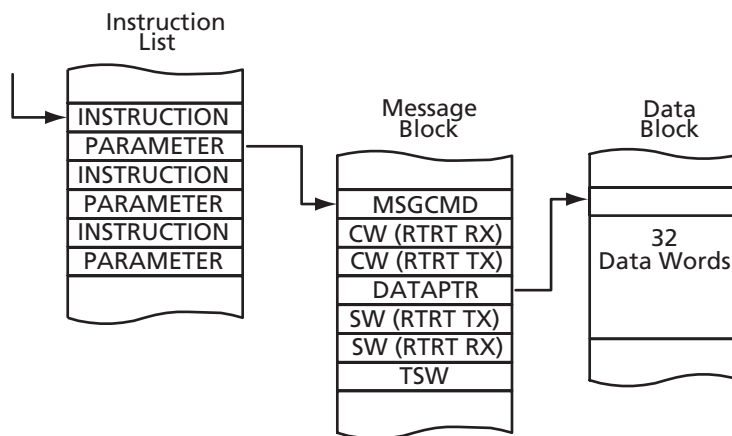 Instruction
List
INSTRUCTION
PARAMETER
INSTRUCTION
PARAMETER
INSTRUCTION
PARAMETER
Message
Block
MSGCMD
CW (RTRT RX)
CW (RTRT TX)
DATAPTR
SW (RTRT TX)
SW (RTRT RX)
TSW
Data
Block
32
Data Words